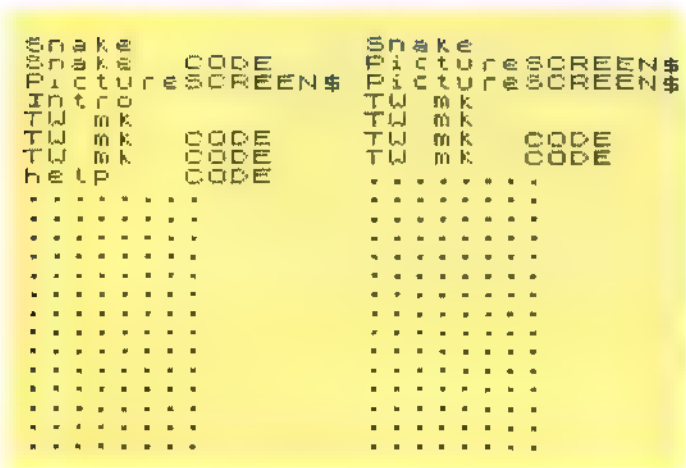 Snake
Snake CODE
PictureSCREEN$
Intro
TW mk
TW mk CODE
TW mk CODE
help CODE
Snake
PictureSCREEN$
PictureSCREEN$
TW mk
TW mk
TW mk CODE
TW mk CODE